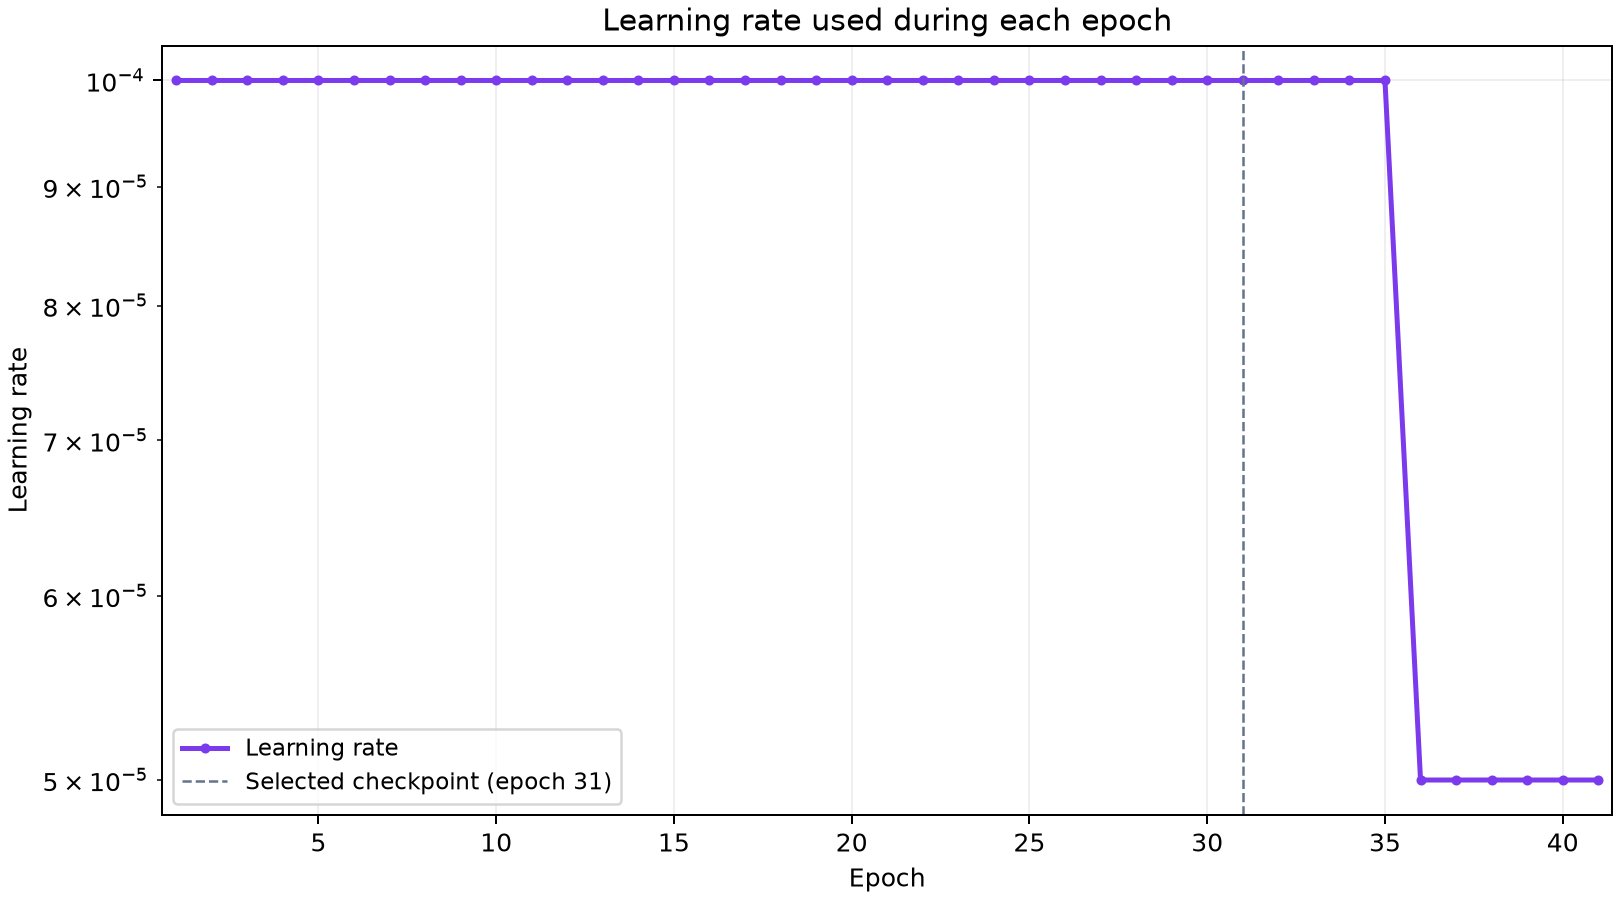 Learning rate used during each epoch
10⁻⁴
9 × 10⁻⁵
8 × 10⁻⁵
7 × 10⁻⁵
6 × 10⁻⁵
5 × 10⁻⁵
Learning rate
Learning rate
Selected checkpoint (epoch 31)
5 10 15 20 25 30 35 40
Epoch